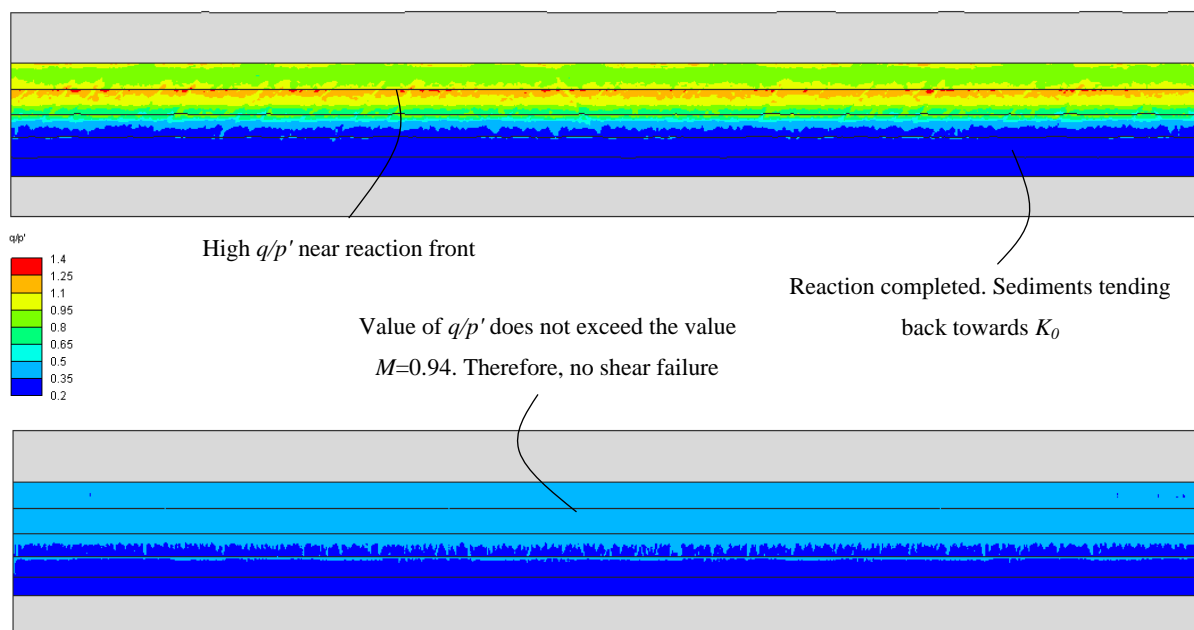 High q/p' near reaction front
q/p'
1.4
1.25
1.1
0.95
0.8
0.65
0.5
0.35
0.2
Reaction completed. Sediments tending
back towards K0
Value of q/p' does not exceed the value
M=0.94. Therefore, no shear failure